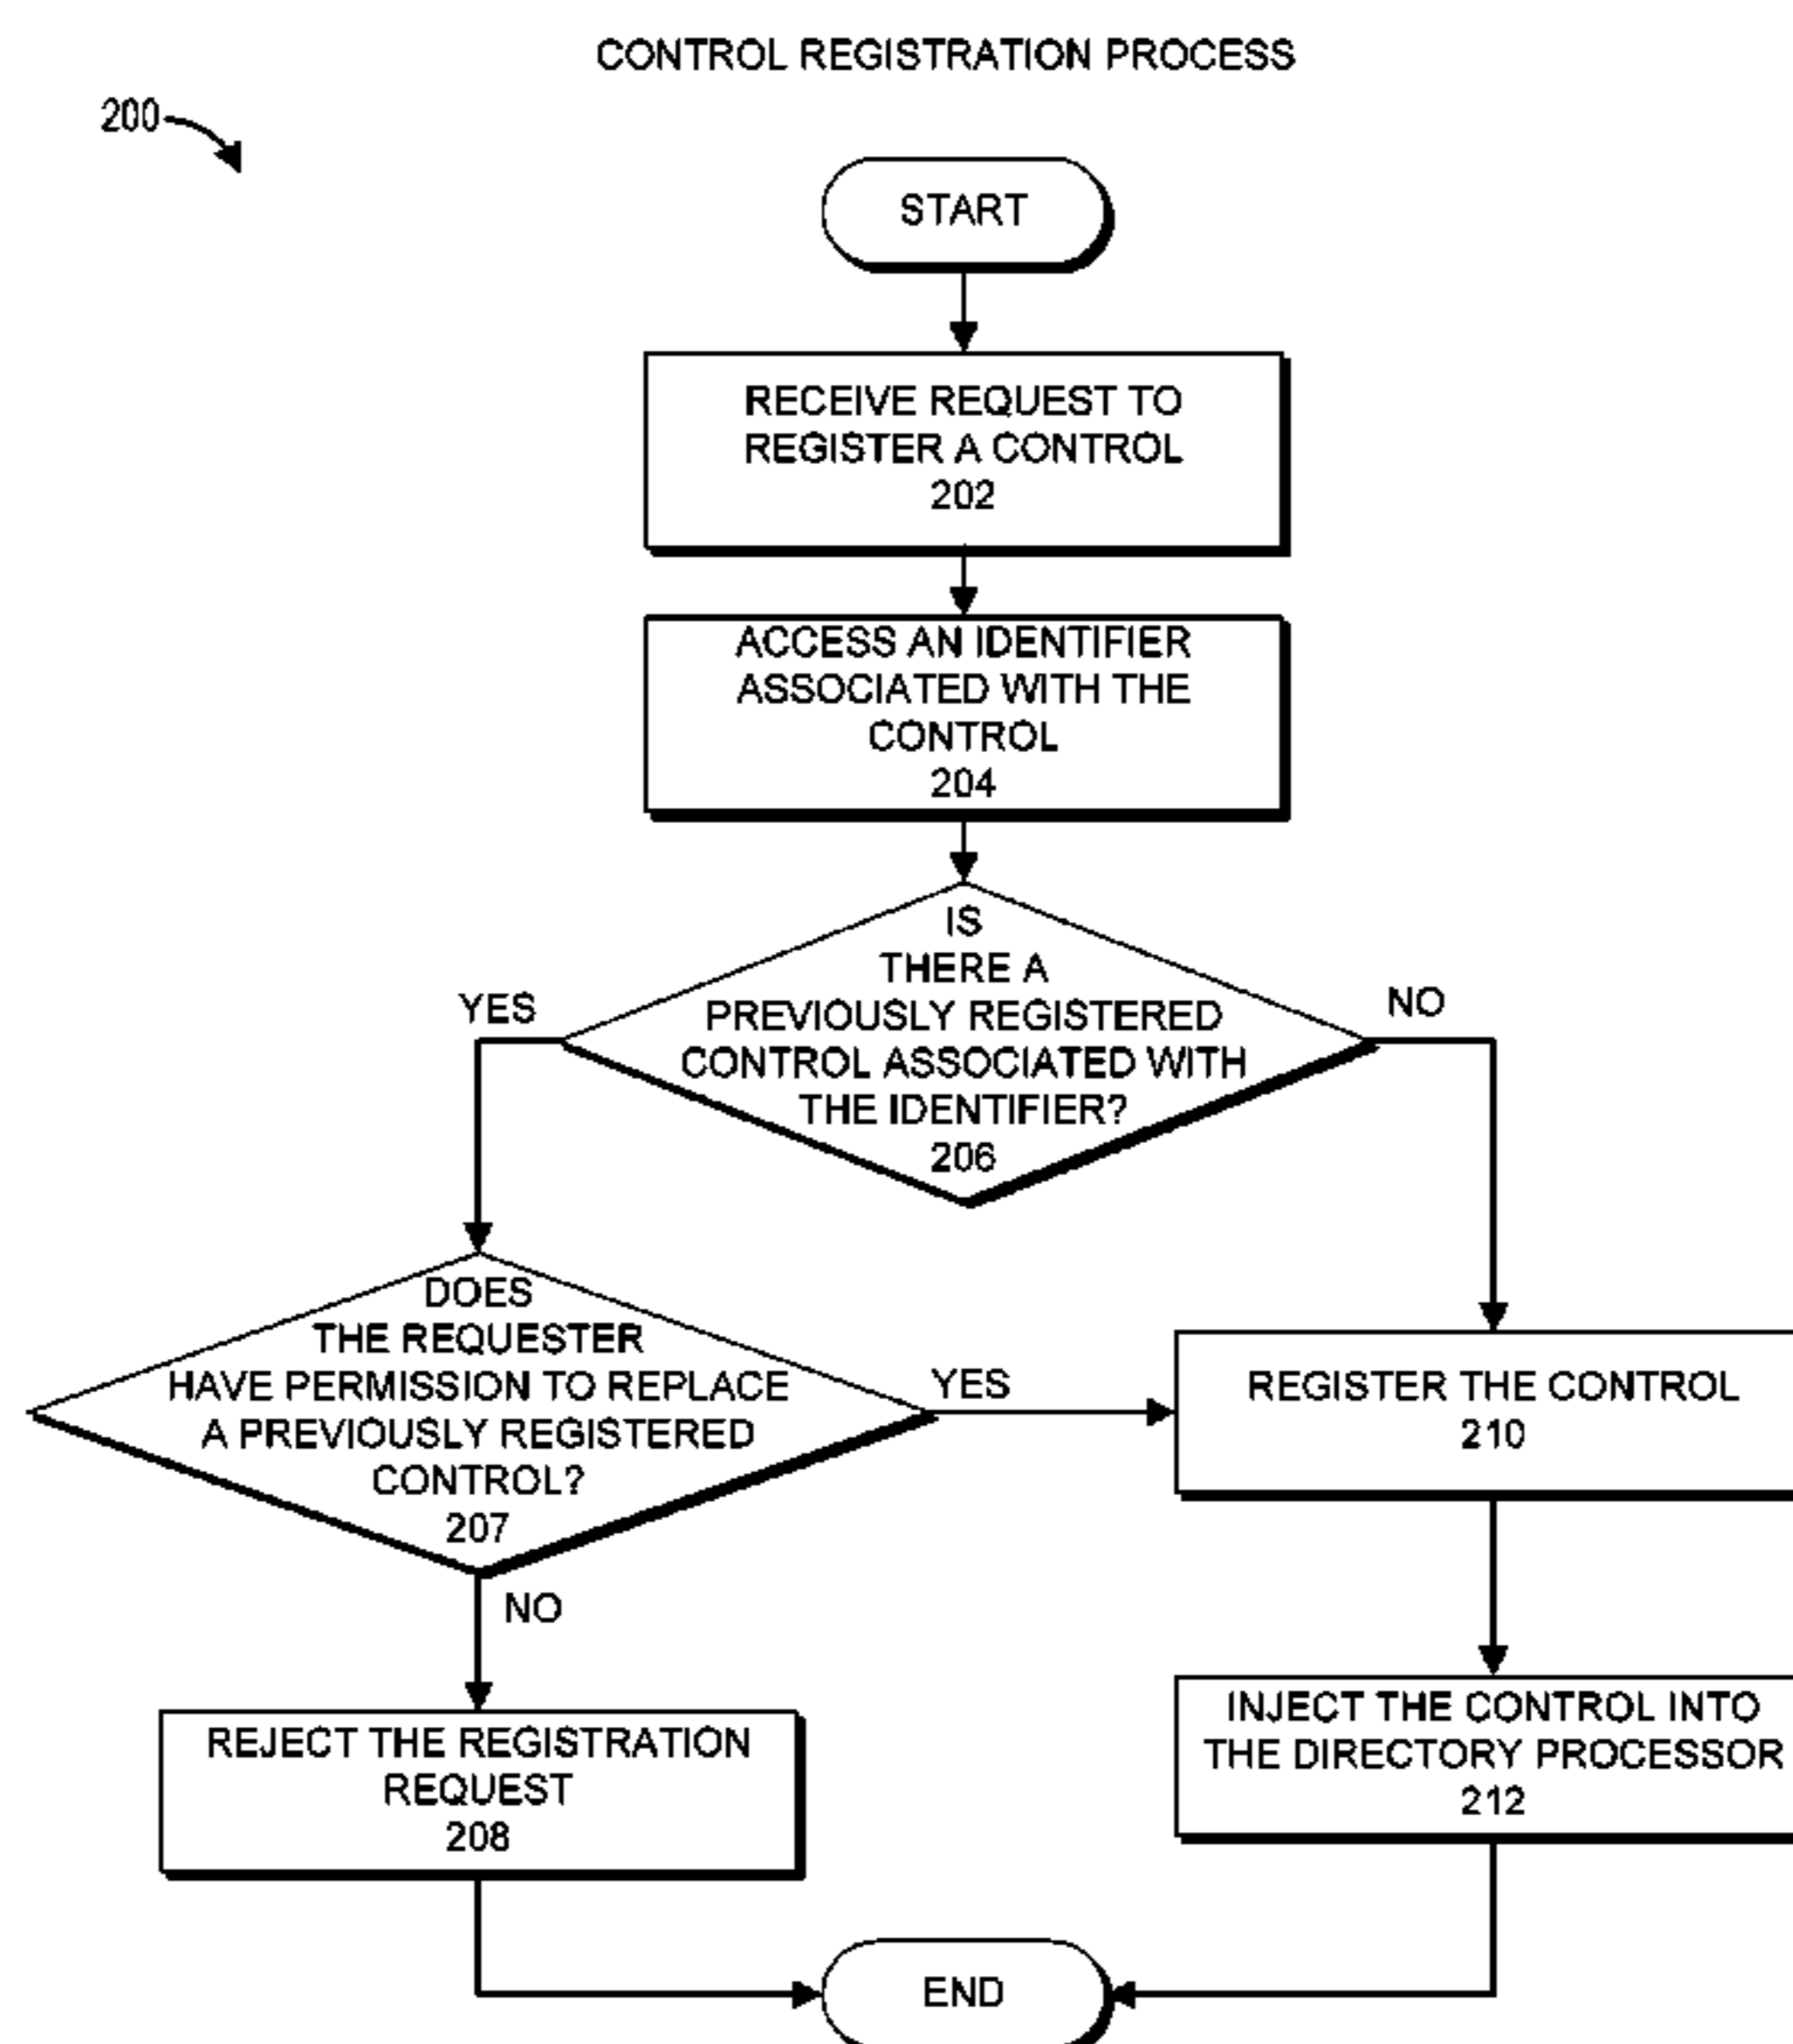 CONTROL REGISTRATION PROCESS
200
START
RECEIVE REQUEST TO
REGISTER A CONTROL
202
ACCESS AN IDENTIFIER
ASSOCIATED WITH THE
CONTROL
204
IS
THERE A
PREVIOUSLY REGISTERED
CONTROL ASSOCIATED WITH
THE IDENTIFIER?
206
YES
NO
DOES
THE REQUESTER
HAVE PERMISSION TO REPLACE
A PREVIOUSLY REGISTERED
CONTROL?
207
YES
NO
REGISTER THE CONTROL
210
REJECT THE REGISTRATION
REQUEST
208
INJECT THE CONTROL INTO
THE DIRECTORY PROCESSOR
212
END